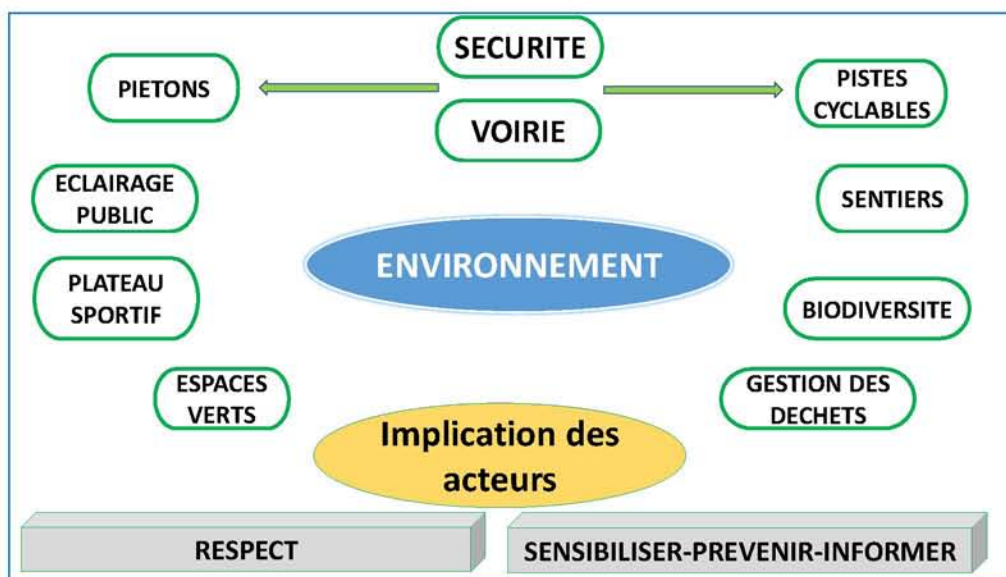 SECURITE
PIETONS
PISTES
CYCLABLES
VOIRIE
ECLAIRAGE
PUBLIC
SENTIERS
ENVIRONNEMENT
PLATEAU
SPORTIF
BIODIVERSITE
ESPACES
VERTS
GESTION DES
DECHETS
Implication des
acteurs
RESPECT
SENSIBILISER-PREVENIR-INFORMER